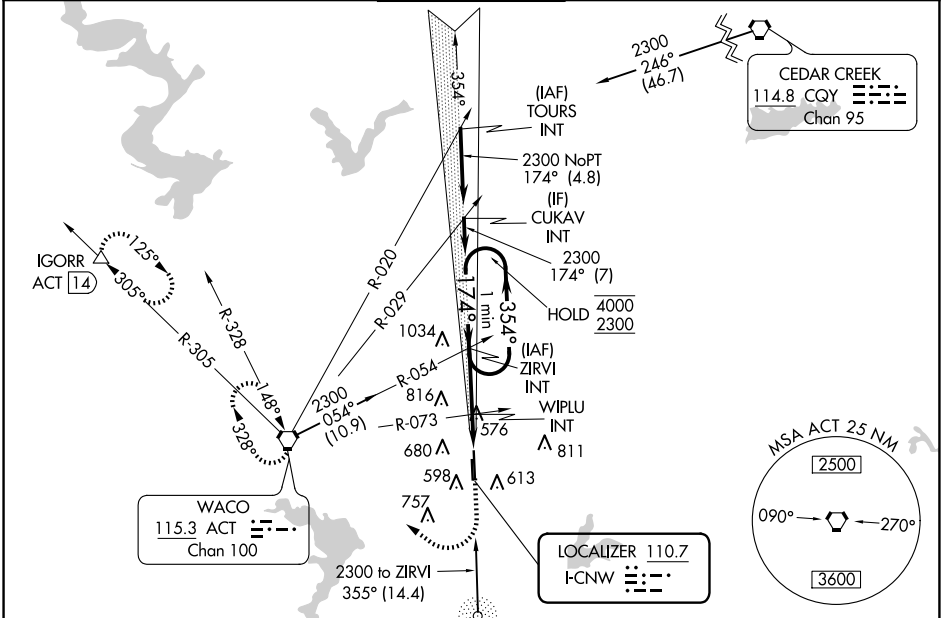 2300
246°
(46.7)
CEDAR CREEK
114.8 CQY
Chan 95
354°
(IAF)
TOURS
INT
2300 NoPT
174° (4.8)
(IF)
CUKAV
INT
2300
174° (7)
HOLD 4000
2300
174°
1 min
354°
(IAF)
ZIRVI
INT
WIPLU
INT
IGORR
ACT 14
125°
305°
R-305
R-328
148°
328°
R-020
R-029
R-054
2300
054°
(10.9)
R-073
1034
816
576
680
811
598
613
757
WACO
115.3 ACT
Chan 100
2300 to ZIRVI
355° (14.4)
LOCALIZER 110.7
I-CNW
MSA ACT 25 NM
2500
090°
270°
3600